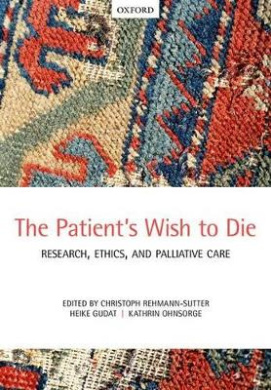 OXFORD
The Patient's Wish to Die
RESEARCH, ETHICS, AND PALLIATIVE CARE
EDITED BY CHRISTOPH REHMANN-SUTTER
HEIKE GUDAT | KATHRIN OHNSORGE